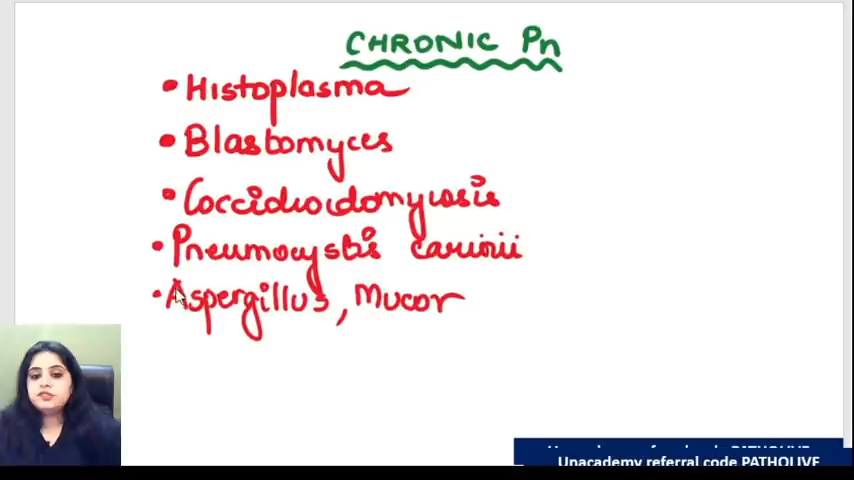 CHRONIC Pn
• Histoplasma
• Blastomyces
• Coccidioidomycosis
• Pneumocystis carinii
• Aspergillus, Mucor
Unacademy referral code PATHOLIVE